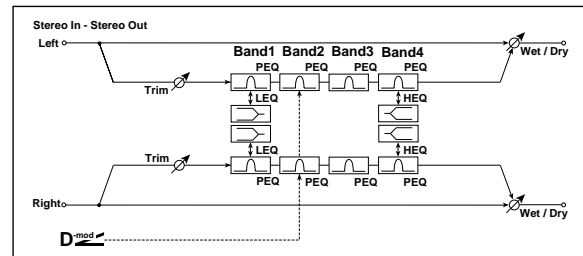 Stereo In - Stereo Out
Left
Band1 Band2 Band3 Band4
PEQ PEQ PEQ PEQ
Wet / Dry
Trim
LEQ HEQ
LEQ HEQ
Trim
PEQ PEQ PEQ PEQ
Right
Wet / Dry
D-mod